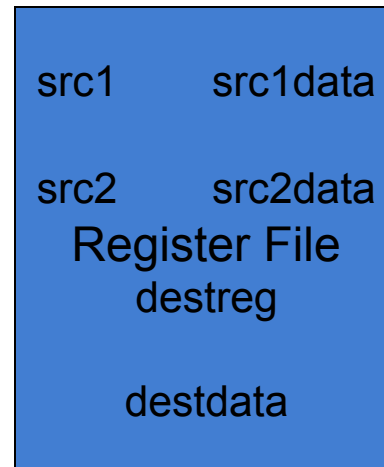 src1 src1data
src2 src2data
Register File
destreg
destdata